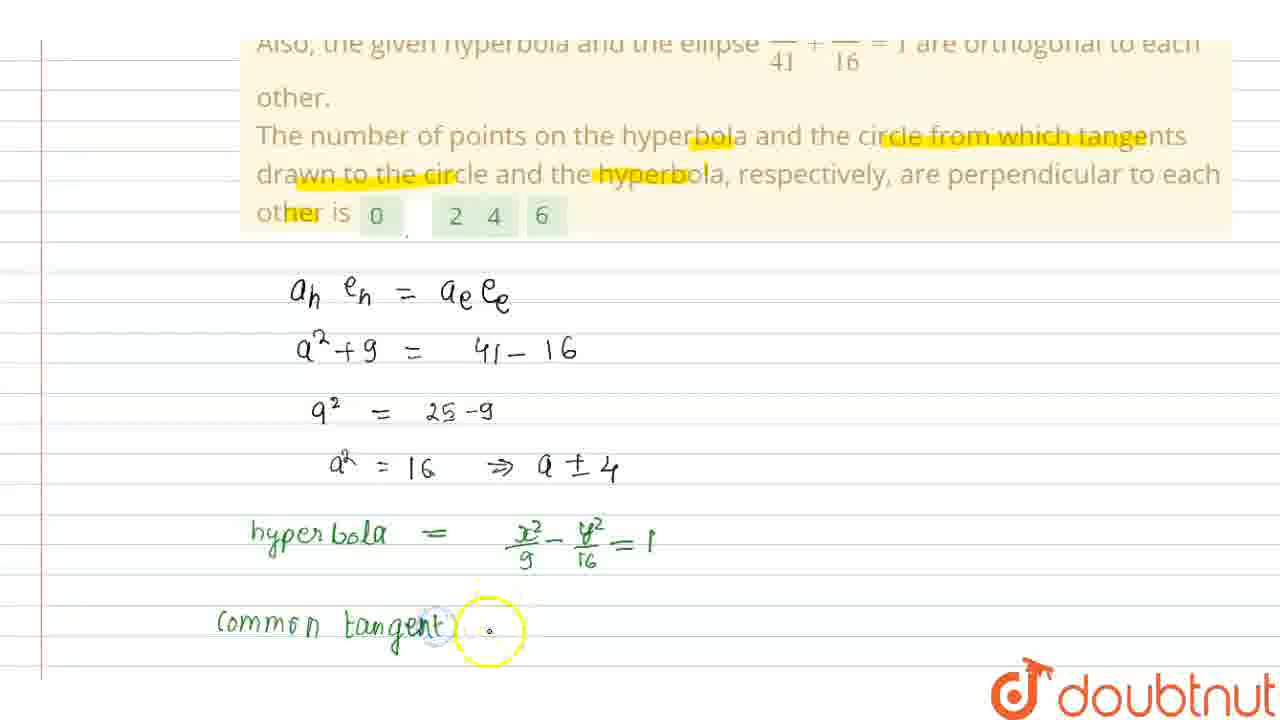 Also, the given hyperbola and the ellipse — 41 + — 16 = 1 are orthogonal to each
other.
The number of points on the hyperbola and the circle from which tangents
drawn to the circle and the hyperbola, respectively, are perpendicular to each
other is 0 . 2 4 6
a_h e_h = a_e e_e
a² + 9 = 41 - 16
a² = 25 - 9
a² = 16 ⇒ a ± 4
hyperbola = x²/9 - y²/16 = 1
Common tangent
doubtnut